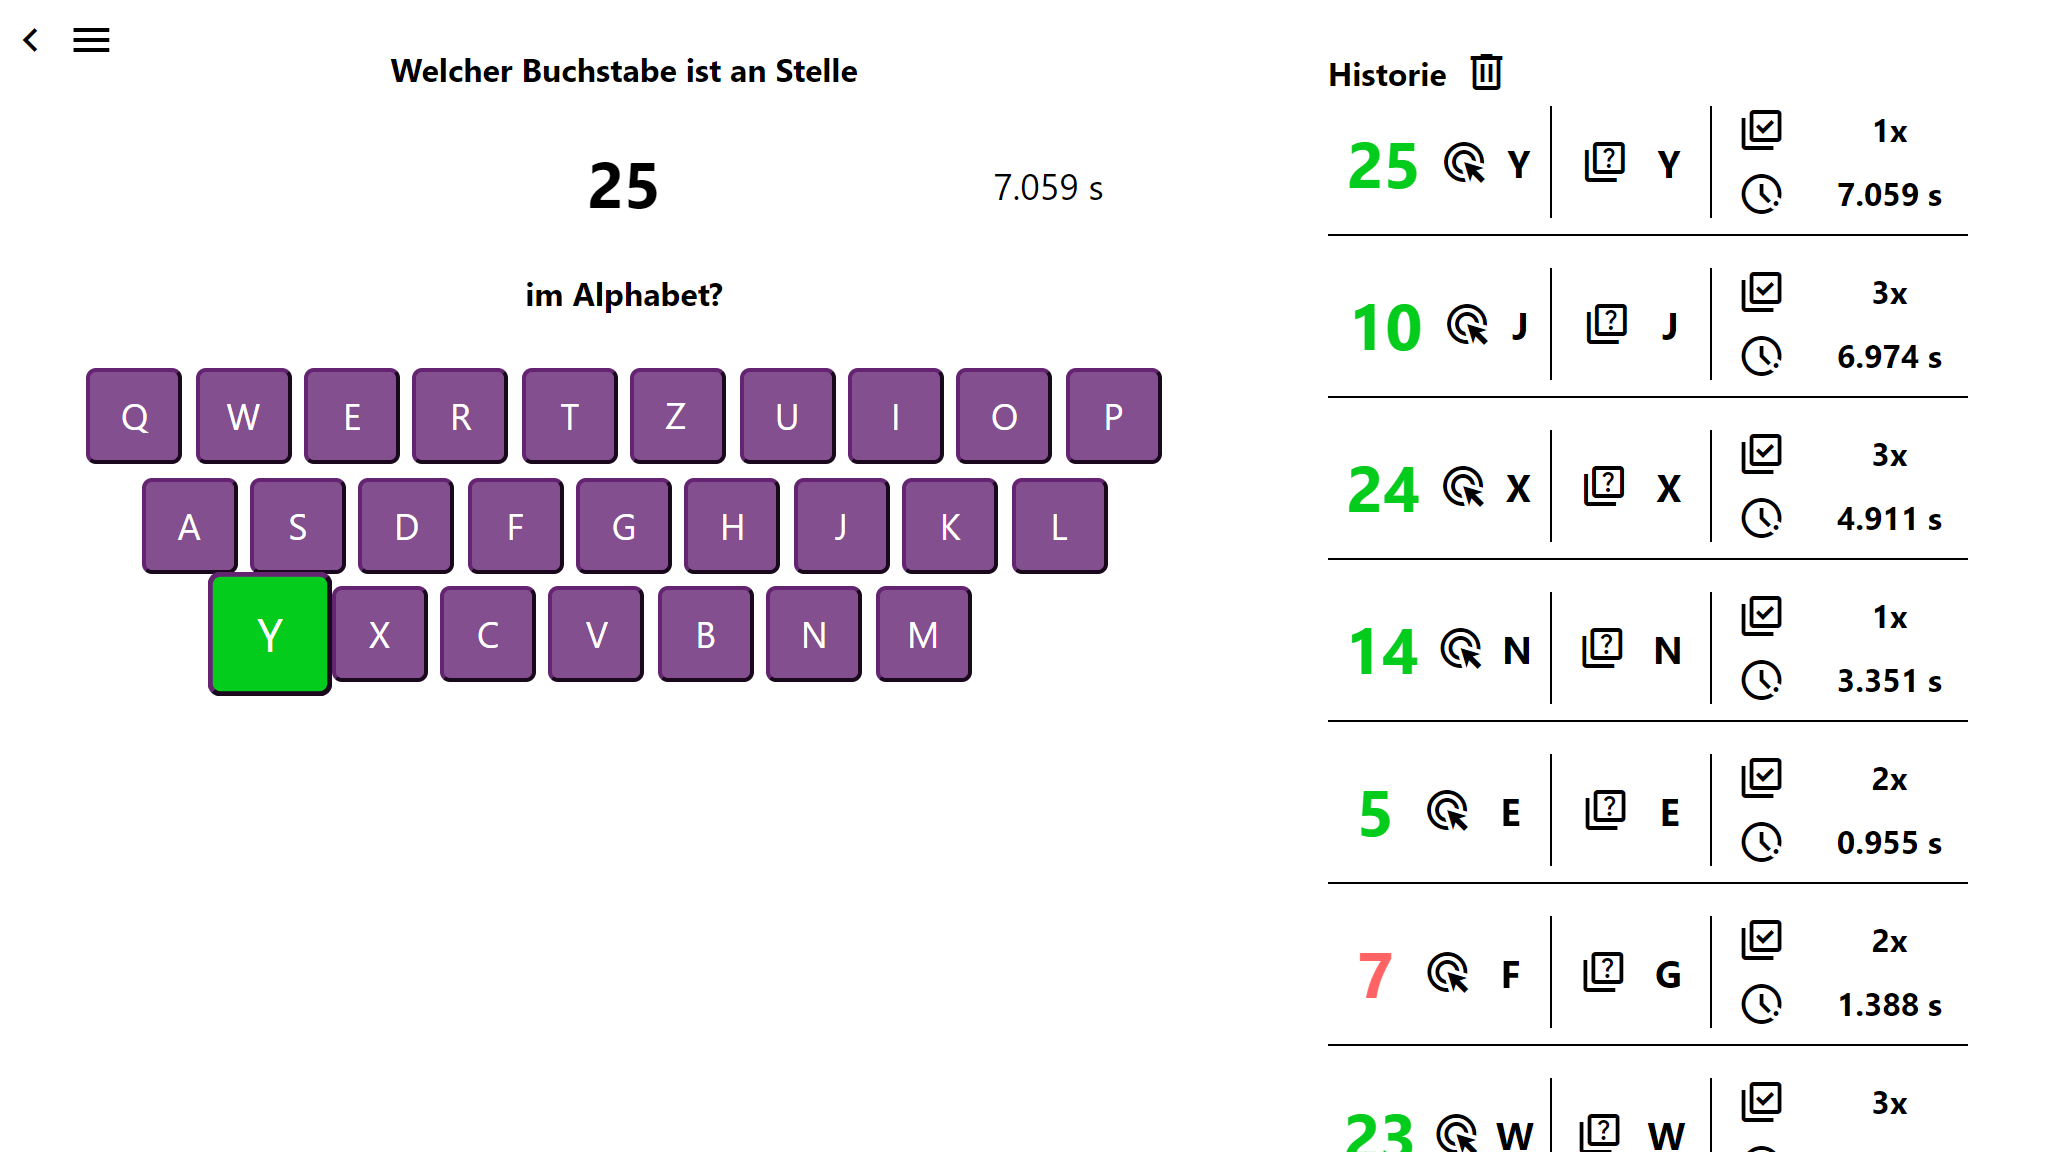 Welcher Buchstabe ist an Stelle
25
7.059 s
im Alphabet?
Q W E R T Z U I O P
A S D F G H J K L
Y X C V B N M
Historie
25 Y ? Y 1x
7.059 s
10 J ? J 3x
6.974 s
24 X ? X 3x
4.911 s
14 N ? N 1x
3.351 s
5 E ? E 2x
0.955 s
7 F ? G 2x
1.388 s
23 W ? W 3x